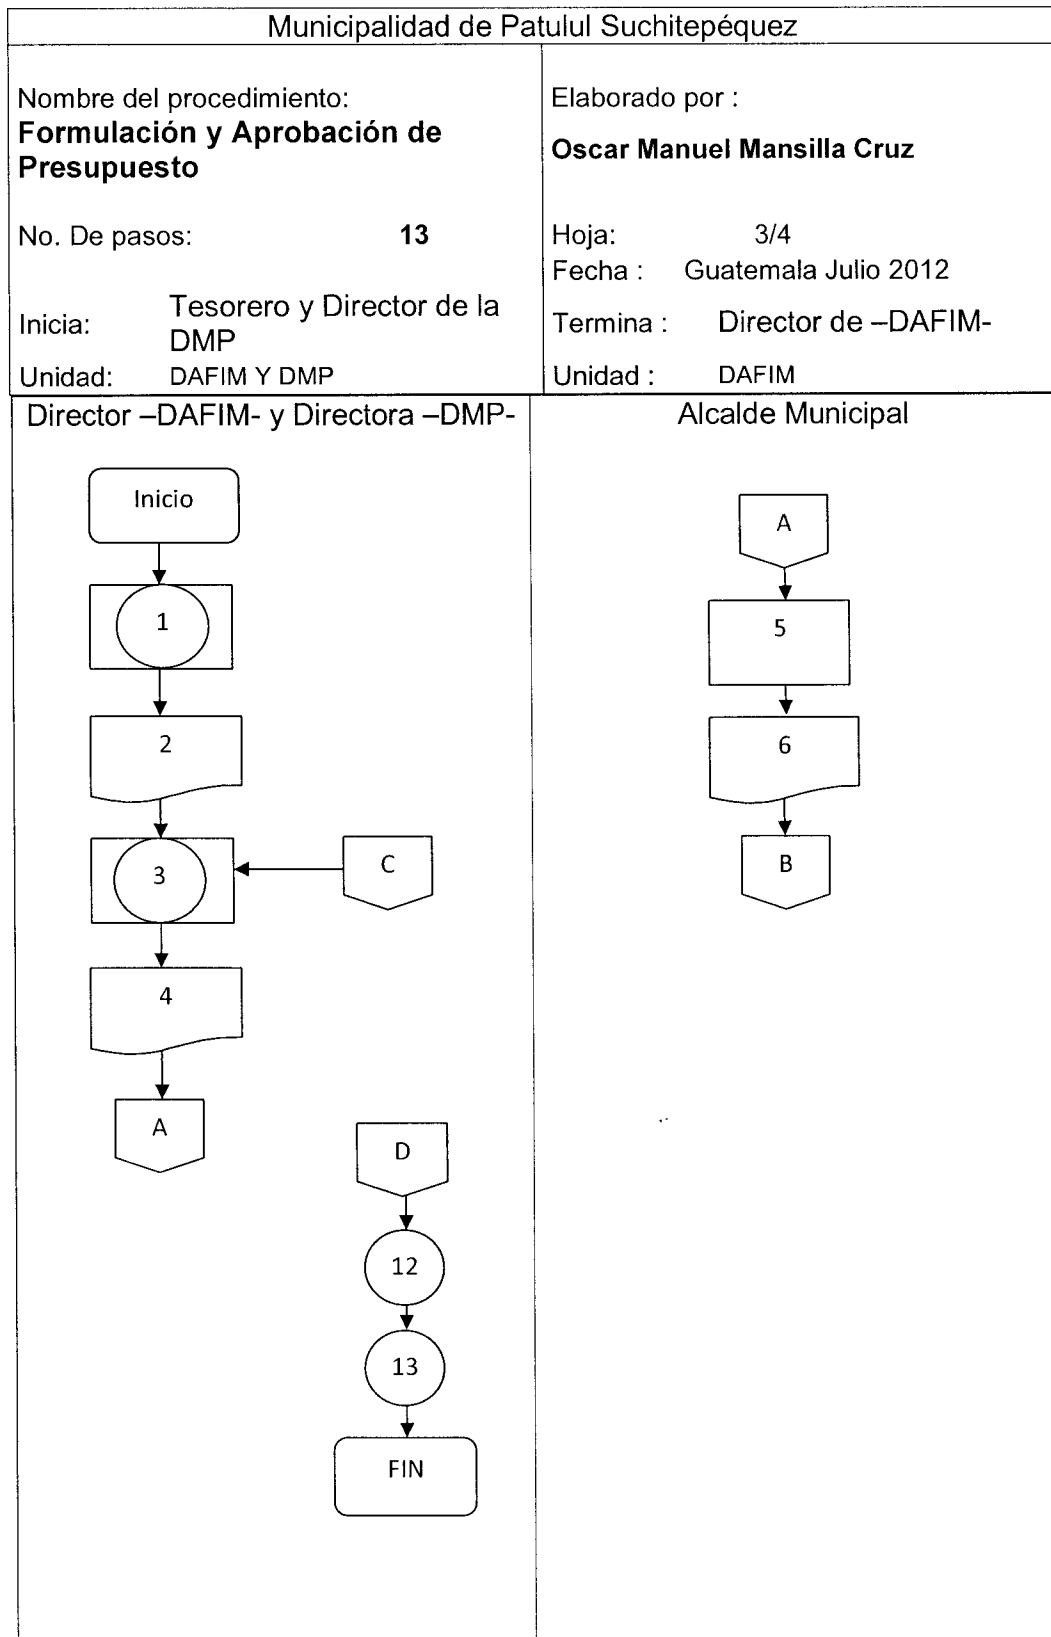 Municipalidad de Patulul Suchitepéquez
Nombre del procedimiento:
Formulación y Aprobación de
Presupuesto
No. De pasos: 13
Inicia: Tesorero y Director de la
DMP
Unidad: DAFIM Y DMP
Elaborado por :
Oscar Manuel Mansilla Cruz
Hoja: 3/4
Fecha : Guatemala Julio 2012
Termina : Director de –DAFIM-
Unidad : DAFIM
Director –DAFIM- y Directora –DMP-
Inicio
1
2
3
C
4
A
D
12
13
FIN
Alcalde Municipal
A
5
6
B